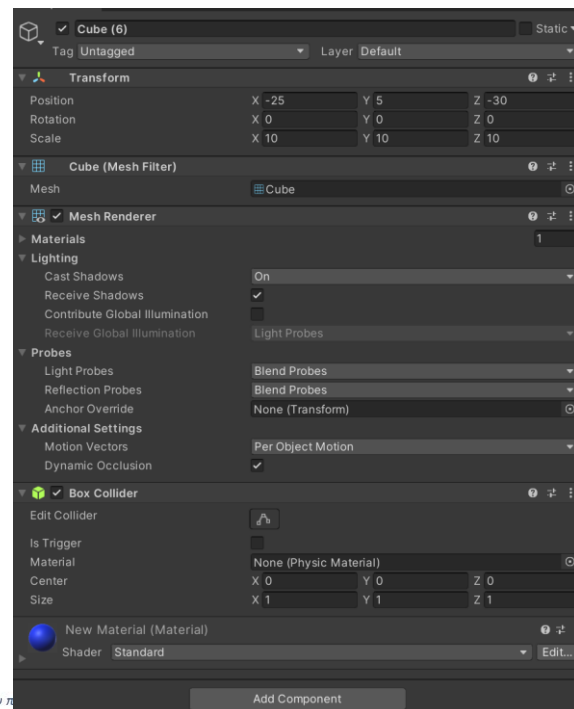 Cube (6) Static
Tag Untagged Layer Default
Transform
Position X -25 Y 5 Z -30
Rotation X 0 Y 0 Z 0
Scale X 10 Y 10 Z 10
Cube (Mesh Filter)
Mesh Cube
Mesh Renderer
Materials 1
Lighting
Cast Shadows On
Receive Shadows
Contribute Global Illumination
Receive Global Illumination Light Probes
Probes
Light Probes Blend Probes
Reflection Probes Blend Probes
Anchor Override None (Transform)
Additional Settings
Motion Vectors Per Object Motion
Dynamic Occlusion
Box Collider
Edit Collider
Is Trigger
Material None (Physic Material)
Center X 0 Y 0 Z 0
Size X 1 Y 1 Z 1
New Material (Material)
Shader Standard Edit...
Add Component